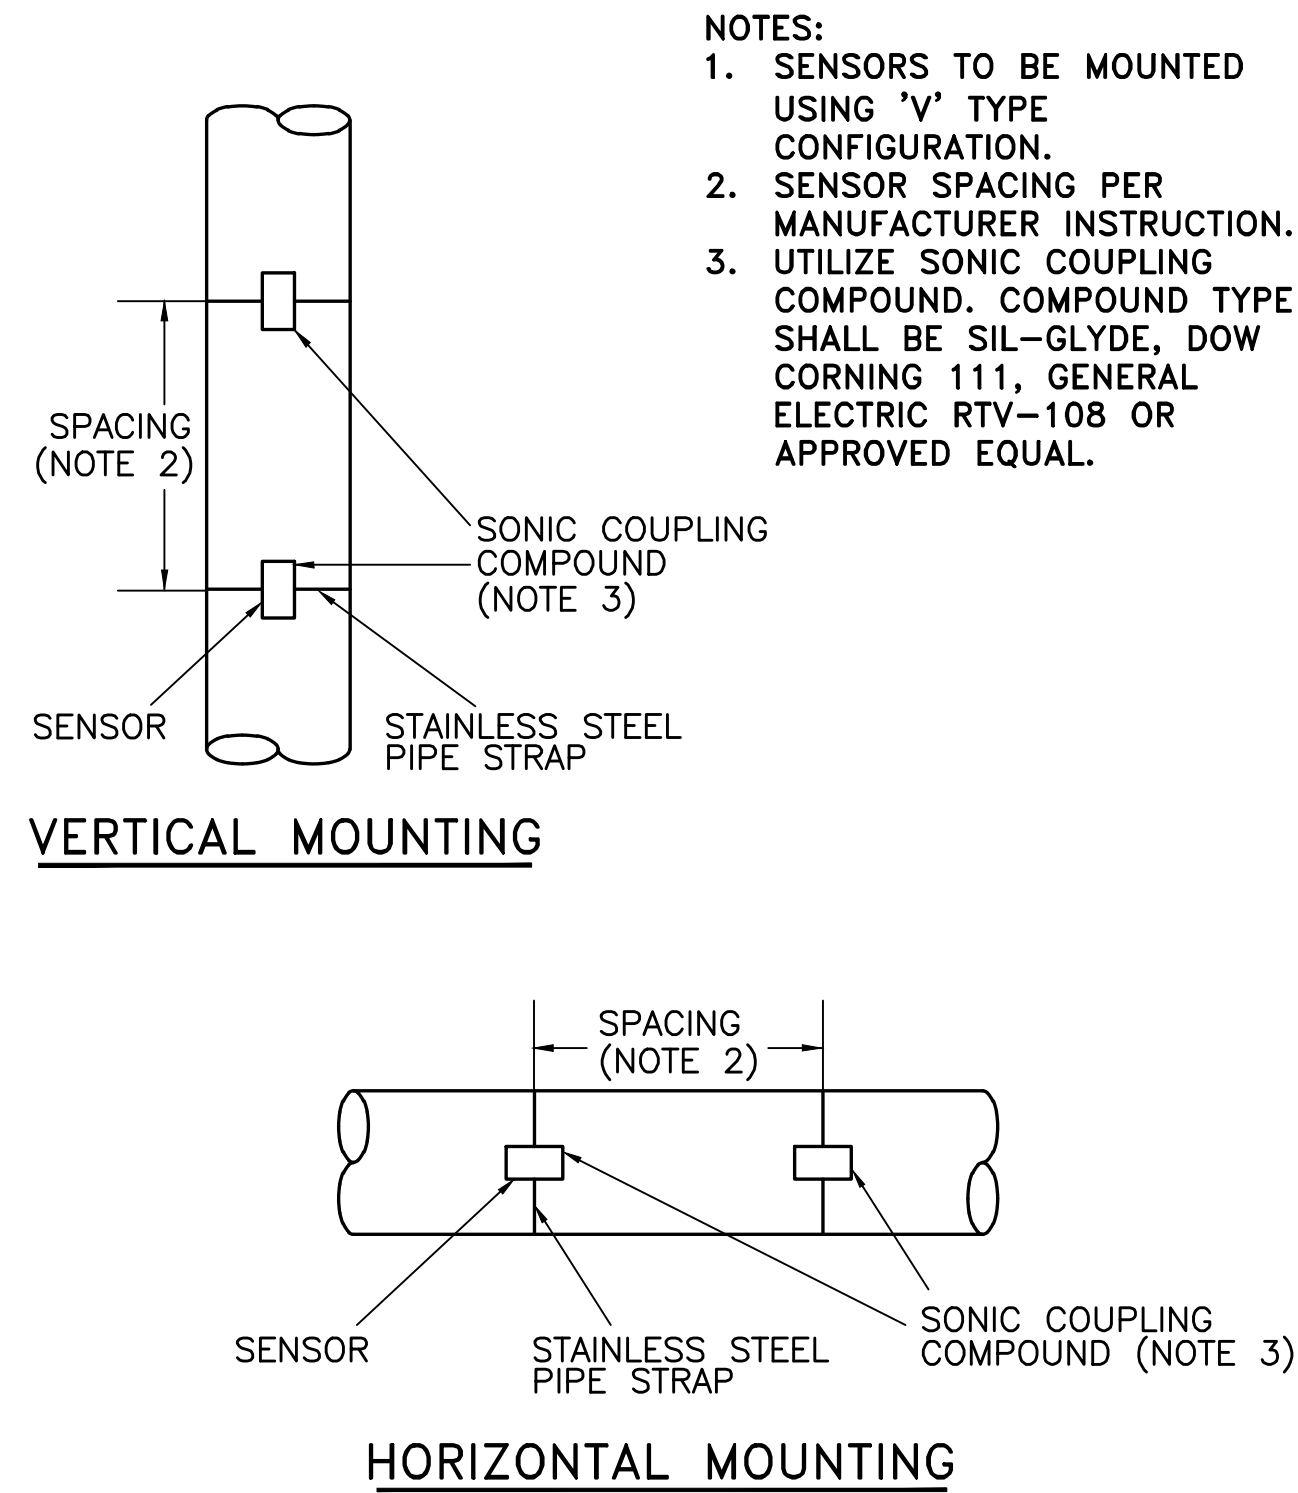 NOTES:
1. SENSORS TO BE MOUNTED
USING 'V' TYPE
CONFIGURATION.
2. SENSOR SPACING PER
MANUFACTURER INSTRUCTION.
3. UTILIZE SONIC COUPLING
COMPOUND. COMPOUND TYPE
SHALL BE SIL-GLYDE, DOW
CORNING 111, GENERAL
ELECTRIC RTV-108 OR
APPROVED EQUAL.
SPACING
(NOTE 2)
SONIC COUPLING
COMPOUND
(NOTE 3)
SENSOR
STAINLESS STEEL
PIPE STRAP
VERTICAL MOUNTING
SPACING
(NOTE 2)
SENSOR
STAINLESS STEEL
PIPE STRAP
SONIC COUPLING
COMPOUND (NOTE 3)
HORIZONTAL MOUNTING